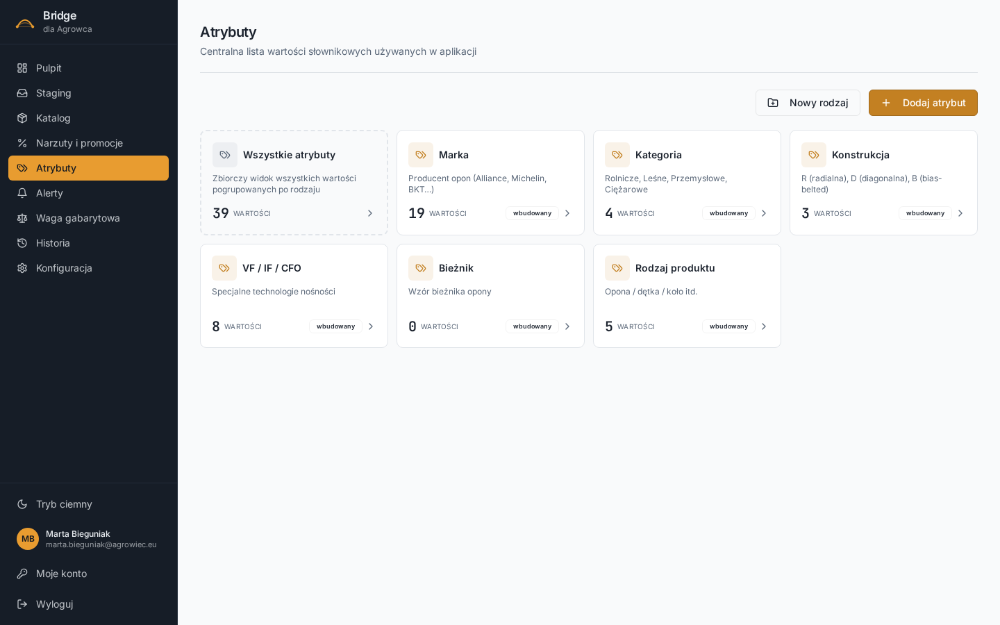 Bridge
dla Agrowca
Pulpit
Staging
Katalog
Narzuty i promocje
Atrybuty
Alerty
Waga gabarytowa
Historia
Konfiguracja
Tryb ciemny
MB
Marta Bieguniak
marta.bieguniak@agrowiec.eu
Moje konto
Wyloguj
Atrybuty
Centralna lista wartości słownikowych używanych w aplikacji
Nowy rodzaj
Dodaj atrybut
Wszystkie atrybuty
Zbiorczy widok wszystkich wartości
pogrupowanych po rodzaju
39 WARTOŚCI
Marka
Producent opon (Alliance, Michelin,
BKT…)
19 WARTOŚCI wbudowany
Kategoria
Rolnicze, Leśne, Przemysłowe,
Ciężarowe
4 WARTOŚCI wbudowany
Konstrukcja
R (radialna), D (diagonalna), B (bias-
belted)
3 WARTOŚCI wbudowany
VF / IF / CFO
Specjalne technologie nośności
8 WARTOŚCI wbudowany
Bieżnik
Wzór bieżnika opony
0 WARTOŚCI wbudowany
Rodzaj produktu
Opona / dętka / koło itd.
5 WARTOŚCI wbudowany